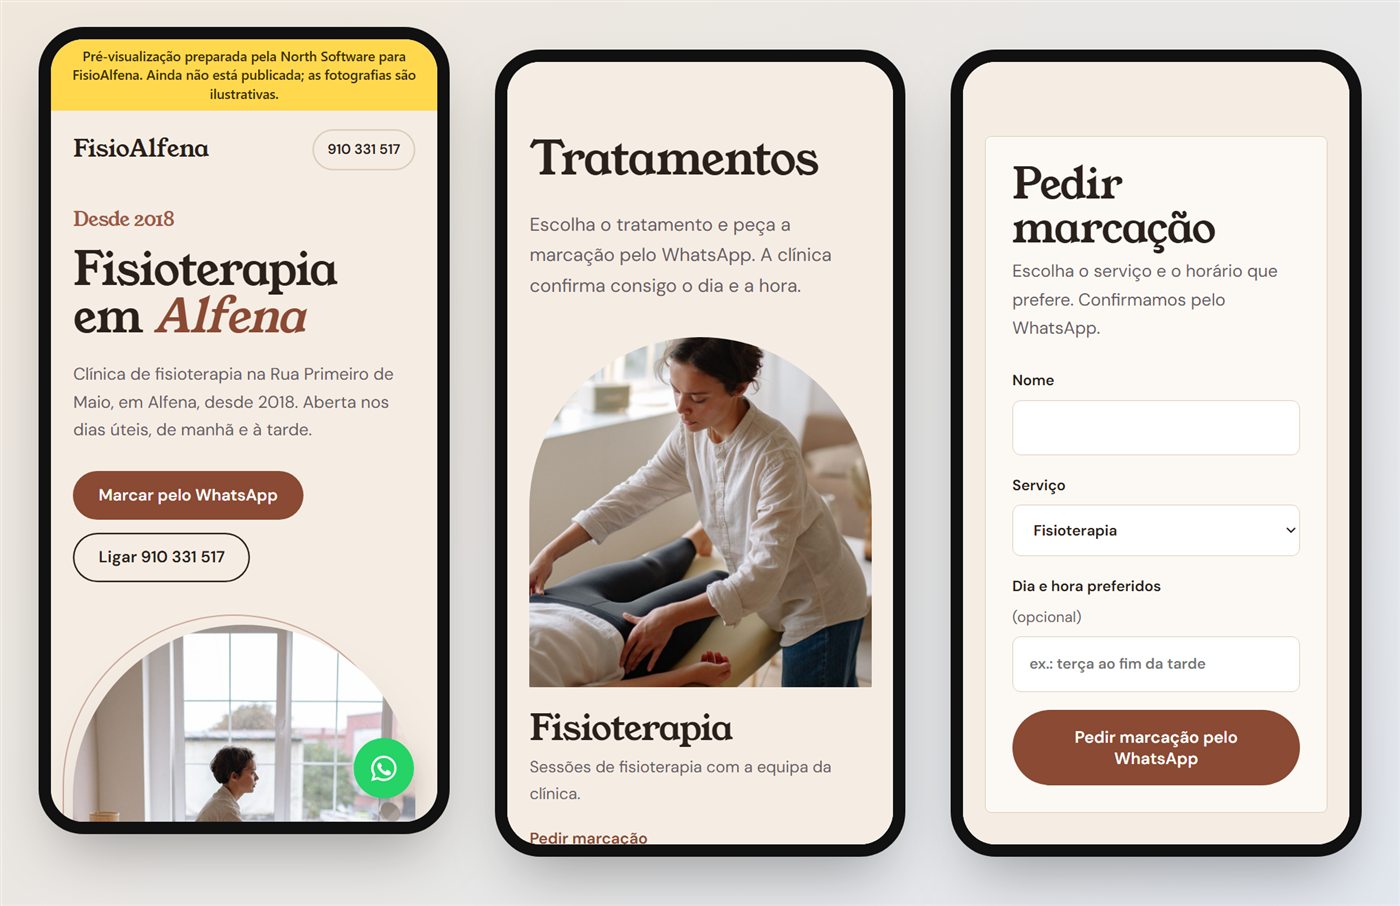 Pré-visualização preparada pela North Software para
FisioAlfena. Ainda não está publicada; as fotografias são
ilustrativas.
FisioAlfena
910 331 517
Desde 2018
Fisioterapia
em Alfena
Clínica de fisioterapia na Rua Primeiro de
Maio, em Alfena, desde 2018. Aberta nos
dias úteis, de manhã e à tarde.
Marcar pelo WhatsApp
Ligar 910 331 517
Tratamentos
Escolha o tratamento e peça a
marcação pelo WhatsApp. A clínica
confirma consigo o dia e a hora.
Fisioterapia
Sessões de fisioterapia com a equipa da
clínica.
Pedir marcação
Pedir
marcação
Escolha o serviço e o horário que
prefere. Confirmamos pelo
WhatsApp.
Nome
Serviço
Fisioterapia
Dia e hora preferidos
(opcional)
ex.: terça ao fim da tarde
Pedir marcação pelo
WhatsApp